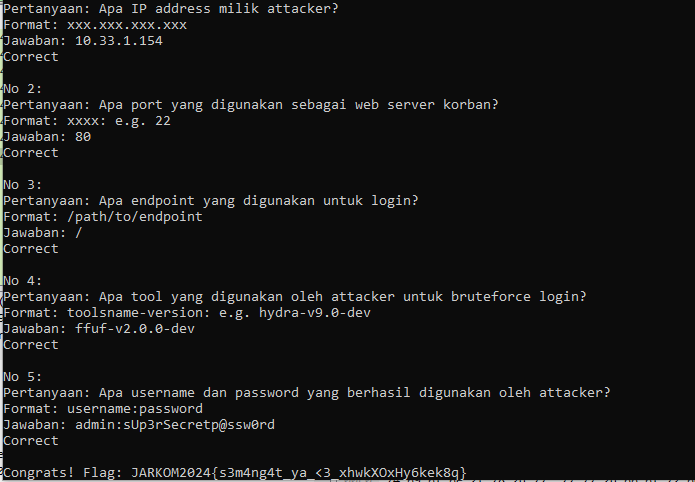 Pertanyaan: Apa IP address milik attacker?
Format: xxx.xxx.xxx.xxx
Jawaban: 10.33.1.154
Correct
No 2:
Pertanyaan: Apa port yang digunakan sebagai web server korban?
Format: xxxx: e.g. 22
Jawaban: 80
Correct
No 3:
Pertanyaan: Apa endpoint yang digunakan untuk login?
Format: /path/to/endpoint
Jawaban: /
Correct
No 4:
Pertanyaan: Apa tool yang digunakan oleh attacker untuk bruteforce login?
Format: toolsname-version: e.g. hydra-v9.0-dev
Jawaban: ffuf-v2.0.0-dev
Correct
No 5:
Pertanyaan: Apa username dan password yang berhasil digunakan oleh attacker?
Format: username:password
Jawaban: admin:sUp3rSecretp@ssw0rd
Correct
Congrats! Flag: JARKOM2024{s3m4ng4t_ya_<3_xhwkXOxHy6kek8q}